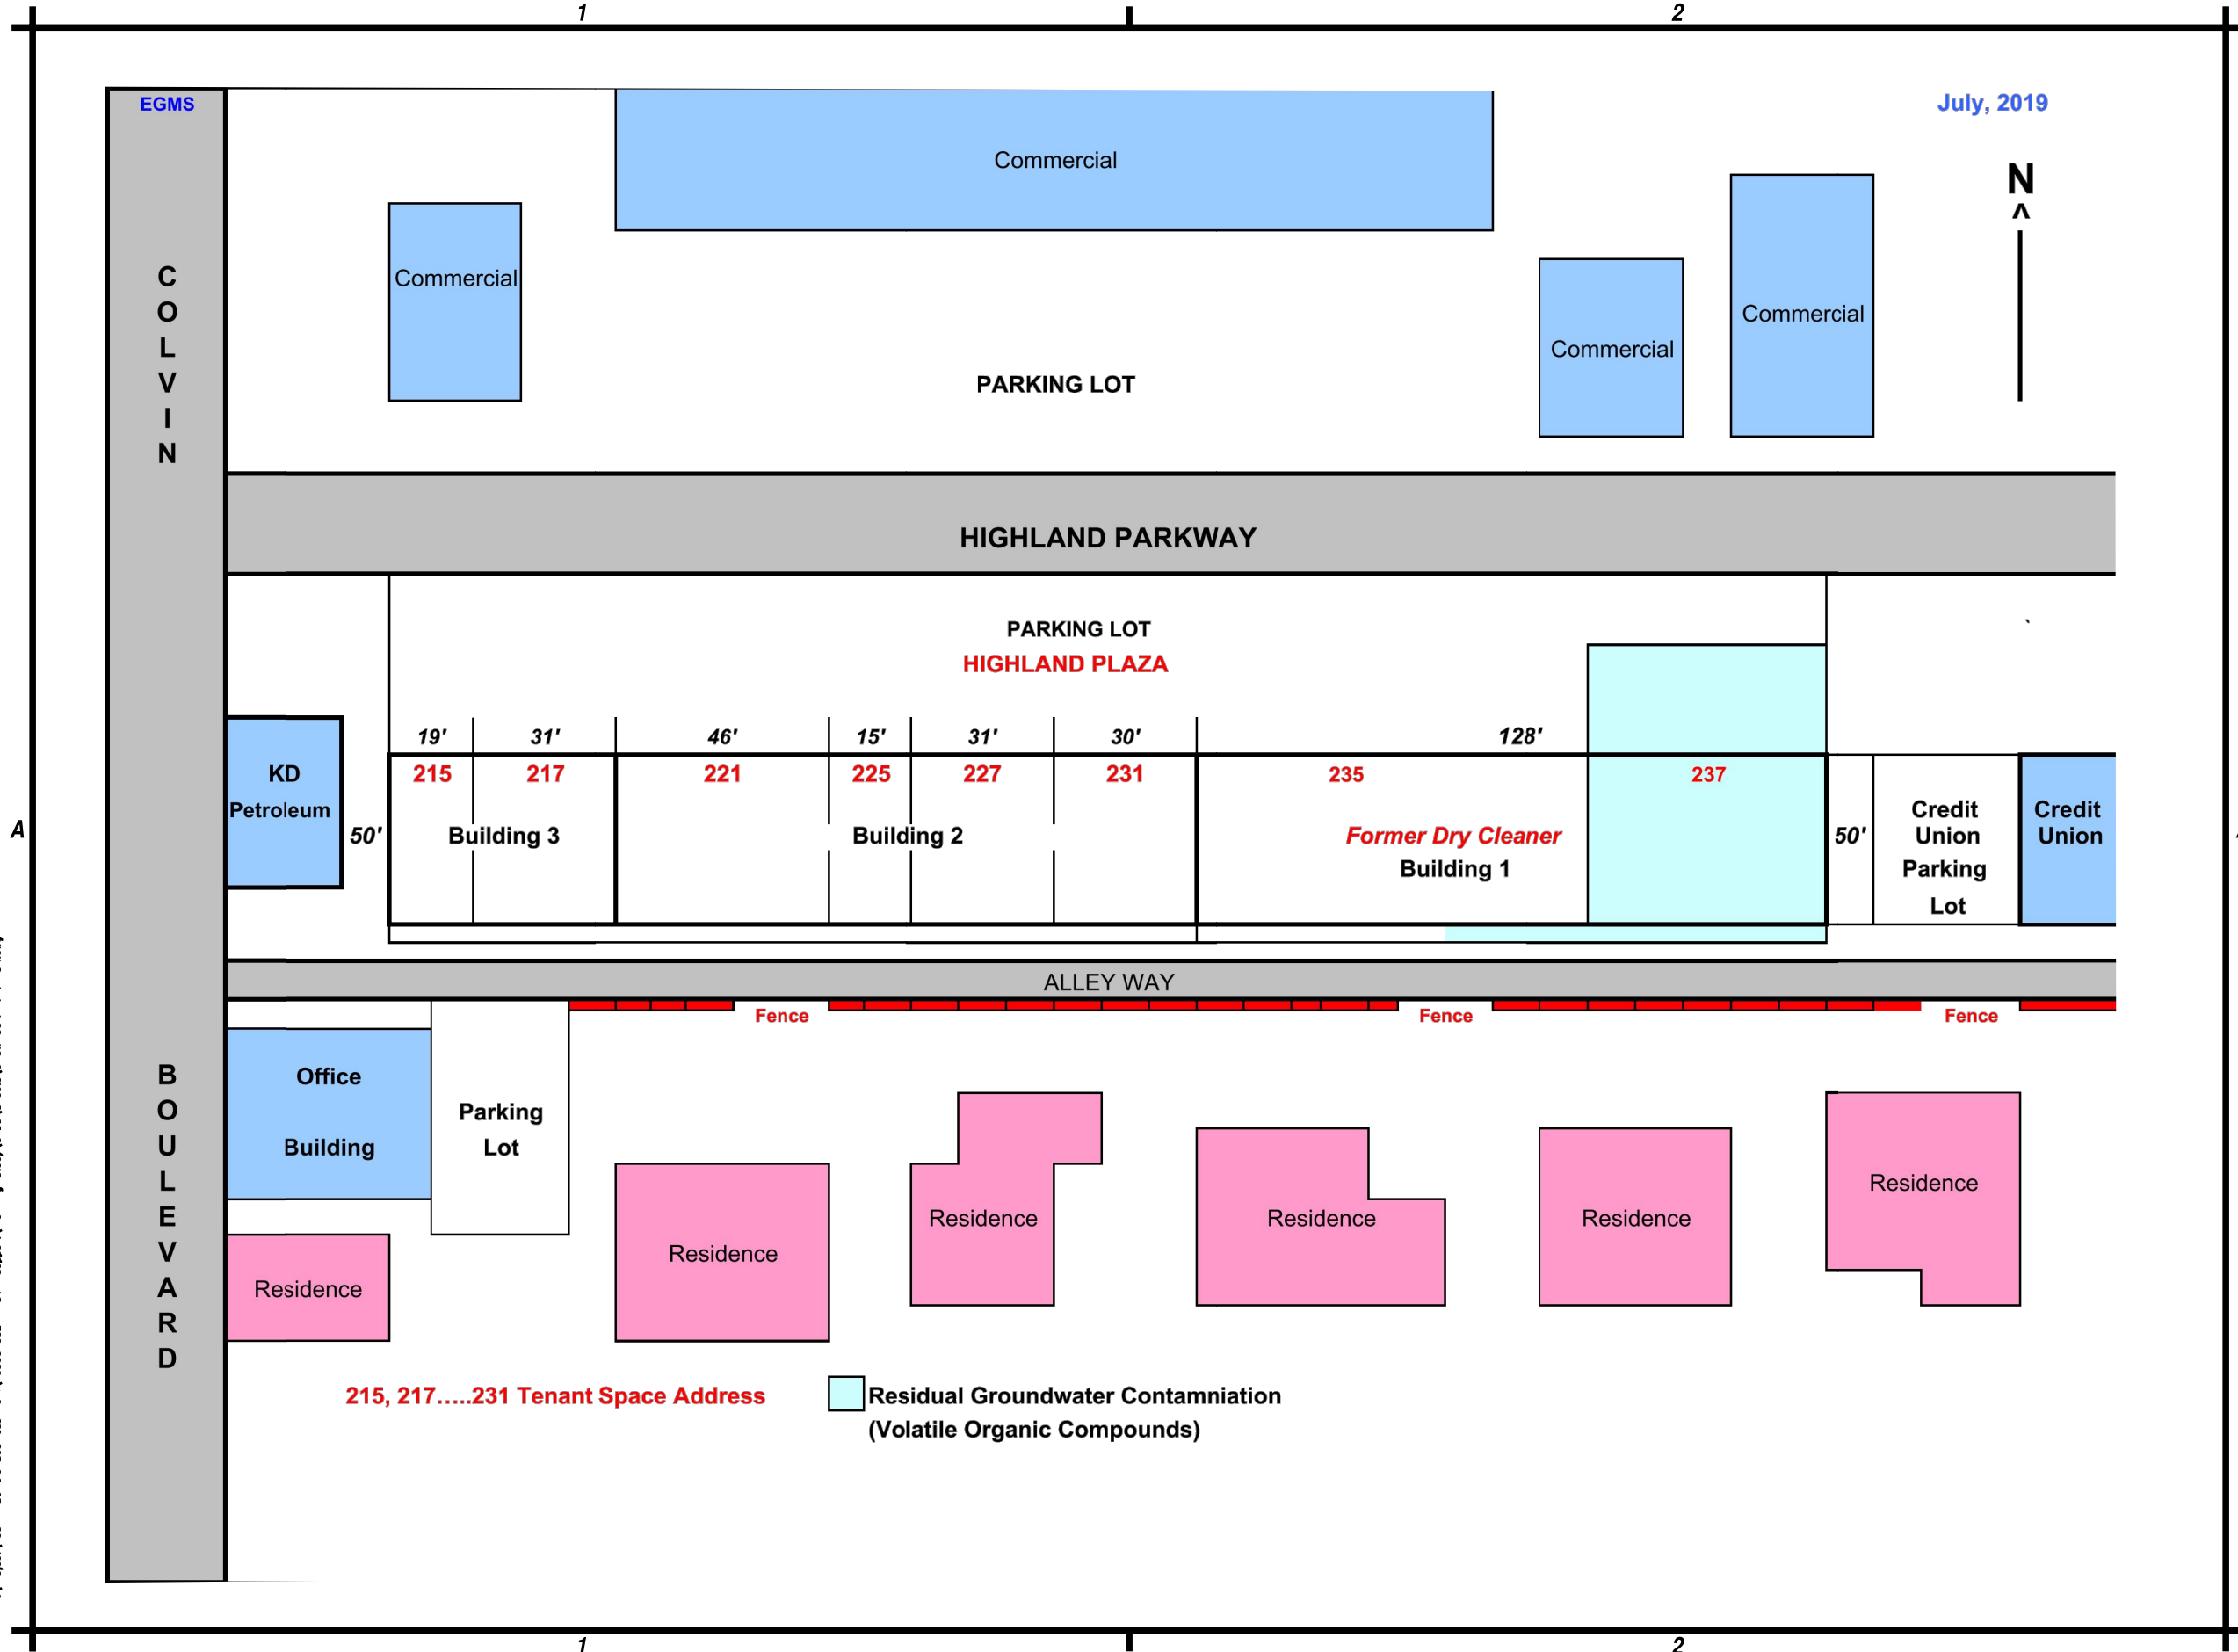 1
2
EGMS
July, 2019
N
^
Commercial
Commercial
Commercial
Commercial
PARKING LOT
COLVIN
HIGHLAND PARKWAY
PARKING LOT
HIGHLAND PLAZA
19' 31' 46' 15' 31' 30' 128'
215 217 221 225 227 231 235 237
KD
Petroleum
50'
Building 3
Building 2
Former Dry Cleaner
Building 1
50'
Credit
Union
Parking
Lot
Credit
Union
A
ALLEY WAY
Fence
Fence
Fence
BOULEVARD
Office
Building
Parking
Lot
Residence
Residence
Residence
Residence
Residence
Residence
215, 217.....231 Tenant Space Address
Residual Groundwater Contamniation
(Volatile Organic Compounds)
1
2